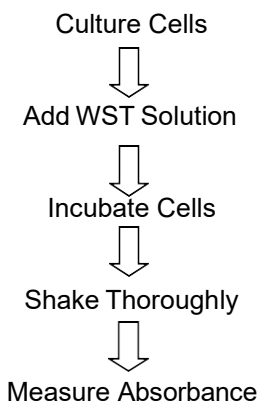 Culture Cells
Add WST Solution
Incubate Cells
Shake Thoroughly
Measure Absorbance